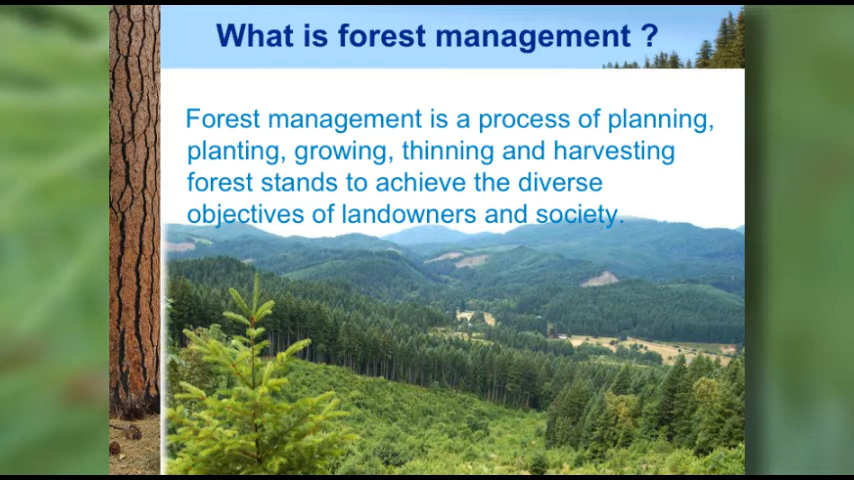 What is forest management ?
Forest management is a process of planning,
planting, growing, thinning and harvesting
forest stands to achieve the diverse
objectives of landowners and society.